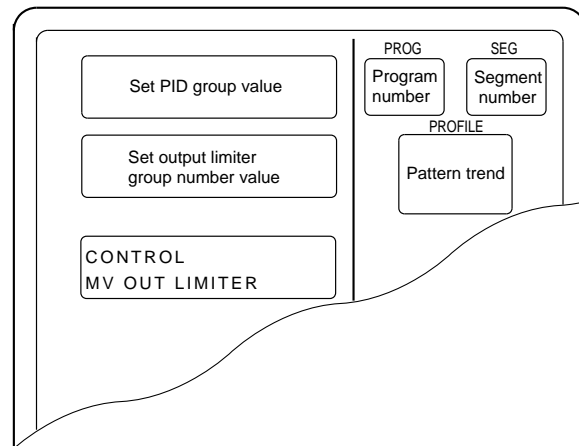 Set PID group value
Set output limiter
group number value
CONTROL
MV OUT LIMITER
PROG
SEG
Program
number
Segment
number
PROFILE
Pattern trend